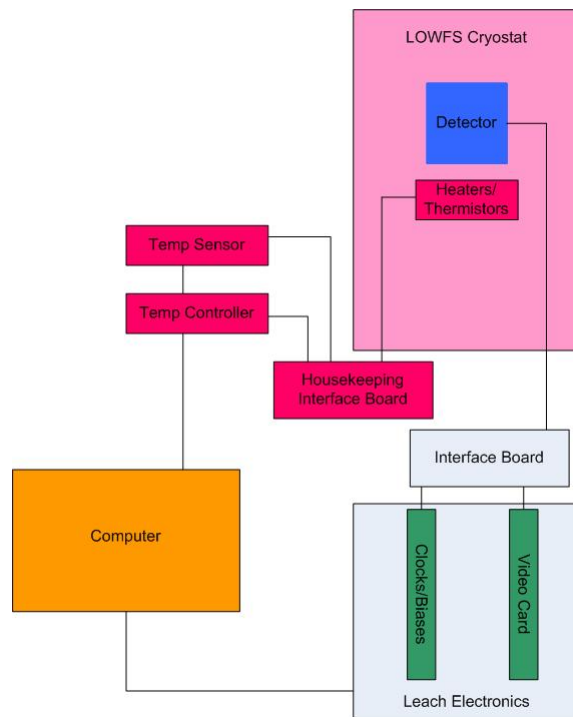 LOWFS Cryostat
Detector
Heaters/
Thermistors
Temp Sensor
Temp Controller
Housekeeping
Interface Board
Interface Board
Computer
Clocks/Biases
Video Card
Leach Electronics